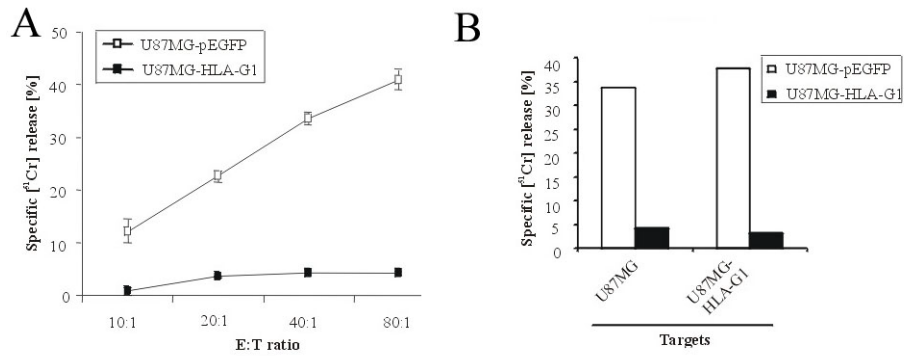 A
U87MG-pEGFP
U87MG-HLA-G1
Specific [⁵¹Cr] release [%]
50
40
30
20
10
0
10:1
20:1
40:1
80:1
E:T ratio
B
U87MG-pEGFP
U87MG-HLA-G1
Specific [⁵¹Cr] release [%]
40
35
30
25
20
15
10
5
0
U87MG
U87MG-
HLA-G1
Targets